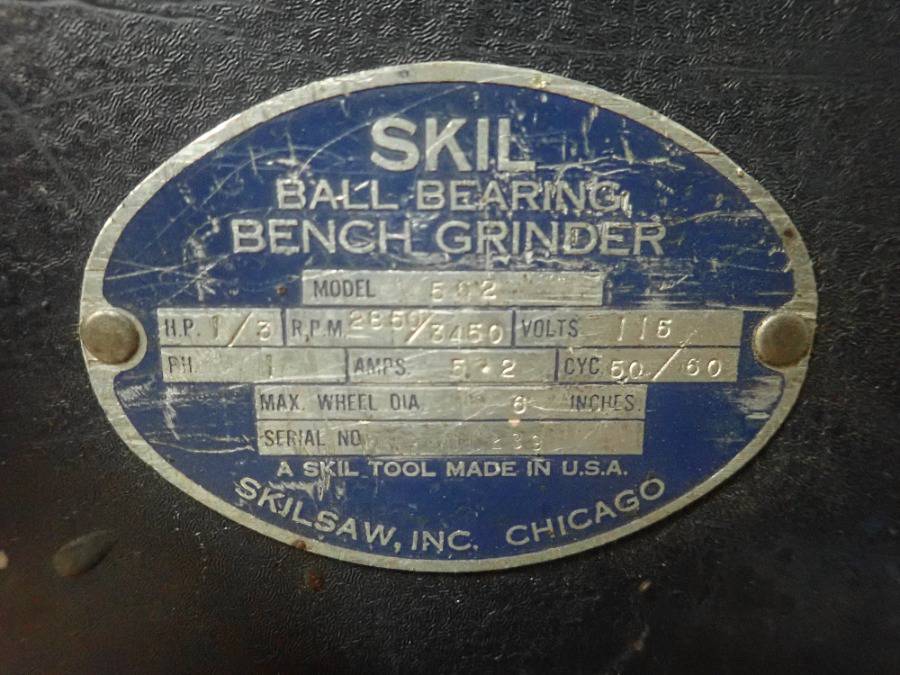 SKIL
BALL BEARING
BENCH GRINDER
MODEL 502
H.P. 1/3 R.P.M 2850/3450 VOLTS 115
PH. 1 AMPS. 5.2 CYC. 50/60
MAX. WHEEL DIA 6 INCHES.
SERIAL NO
A SKIL TOOL MADE IN U.S.A.
SKILSAW, INC. CHICAGO